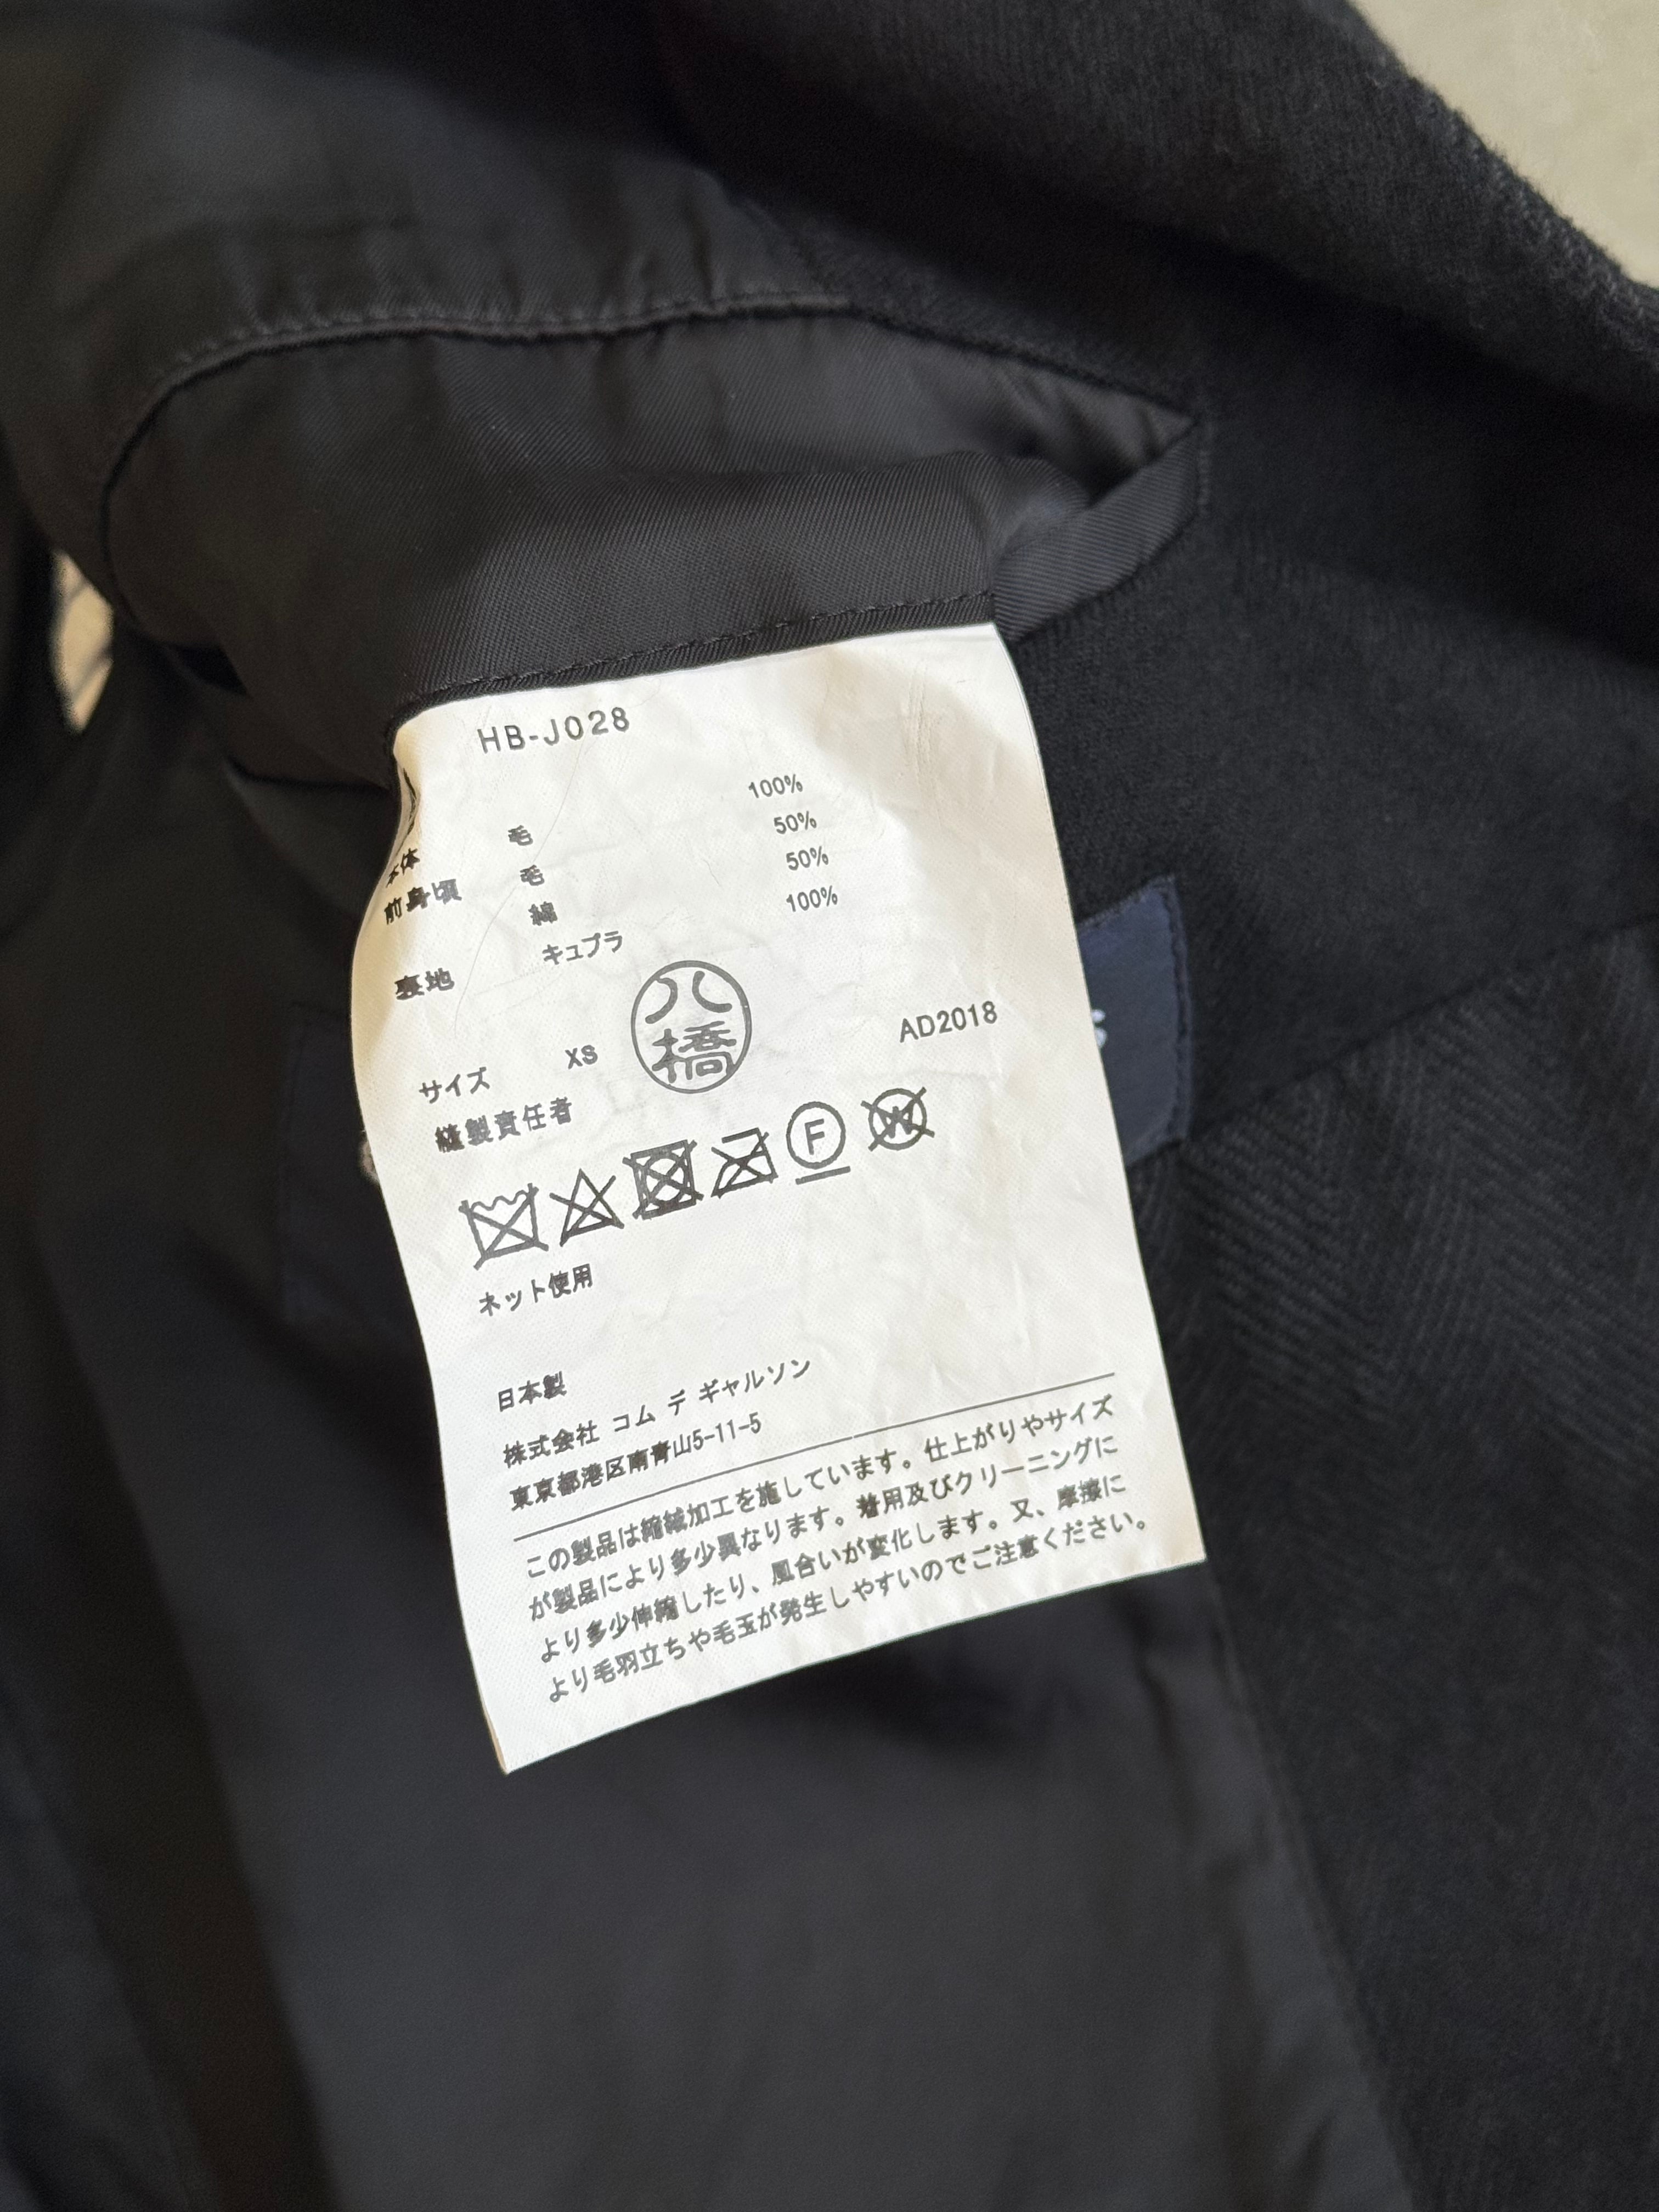 HB-J028
本体 毛 100%
前身頃 毛 50%
綿 50%
裏地 キュプラ 100%
サイズ XS
八橋
AD2018
縫製責任者
F W
ネット使用
日本製
株式会社 コム デ ギャルソン
東京都港区南青山5-11-5
この製品は縮絨加工を施しています。仕上がりやサイズ
が製品により多少異なります。着用及びクリーニングに
より多少伸縮したり、風合いが変化します。又、摩擦に
より毛羽立ちや毛玉が発生しやすいのでご注意ください。